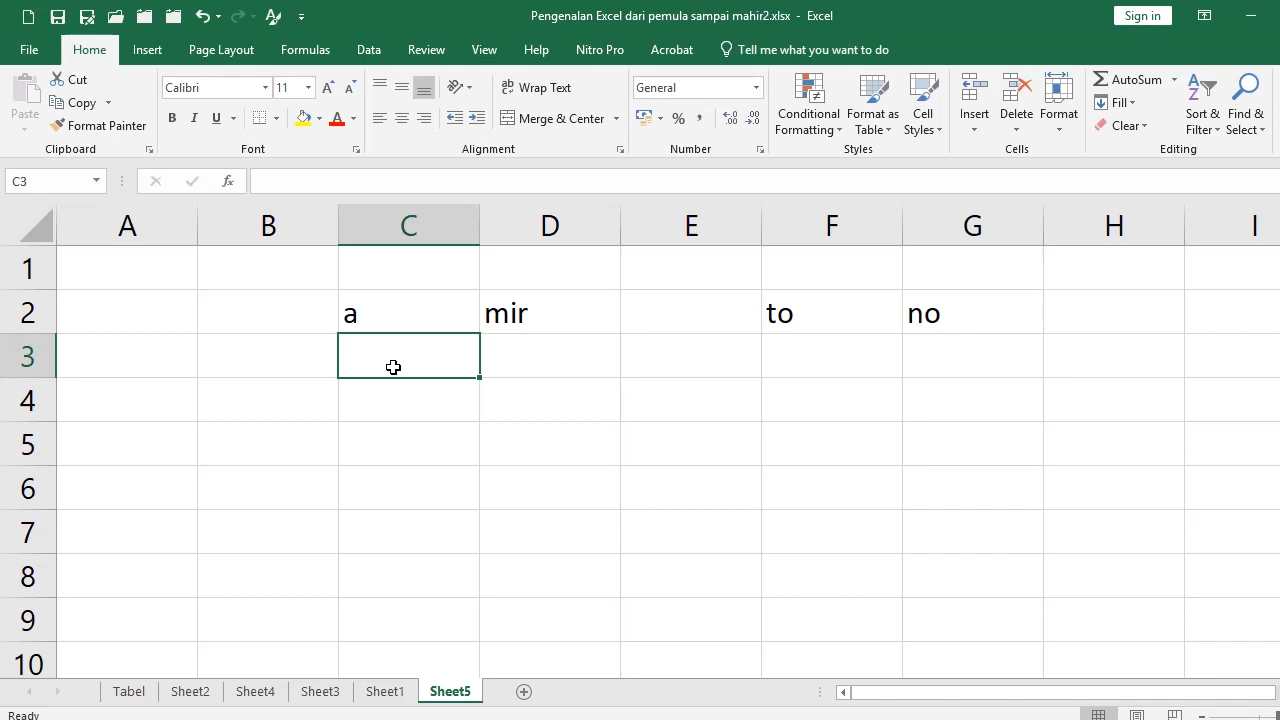 Pengenalan Excel dari pemula sampai mahir2.xlsx - Excel
Sign in
File Home Insert Page Layout Formulas Data Review View Help Nitro Pro Acrobat Tell me what you want to do
Paste
Cut
Copy
Format Painter
Clipboard
Calibri 11
B I U
Font
Wrap Text
Merge & Center
Alignment
General
%
Number
Conditional Formatting
Format as Table
Cell Styles
Styles
Insert Delete Format
Cells
AutoSum
Fill
Clear
Sort & Filter
Find & Select
Editing
C3
fx
A B C D E F G H I
1
2 a mir to no
3
4
5
6
7
8
9
10
Tabel Sheet2 Sheet4 Sheet3 Sheet1 Sheet5
Ready